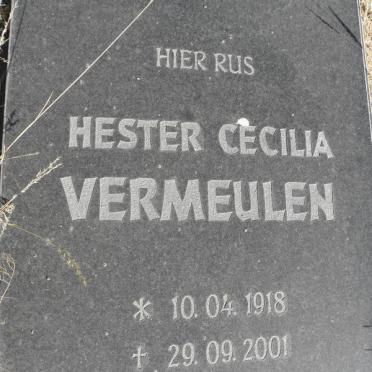 HIER RUS
HESTER CECILIA
VERMEULEN
* 10.04.1918
† 29.09.2001